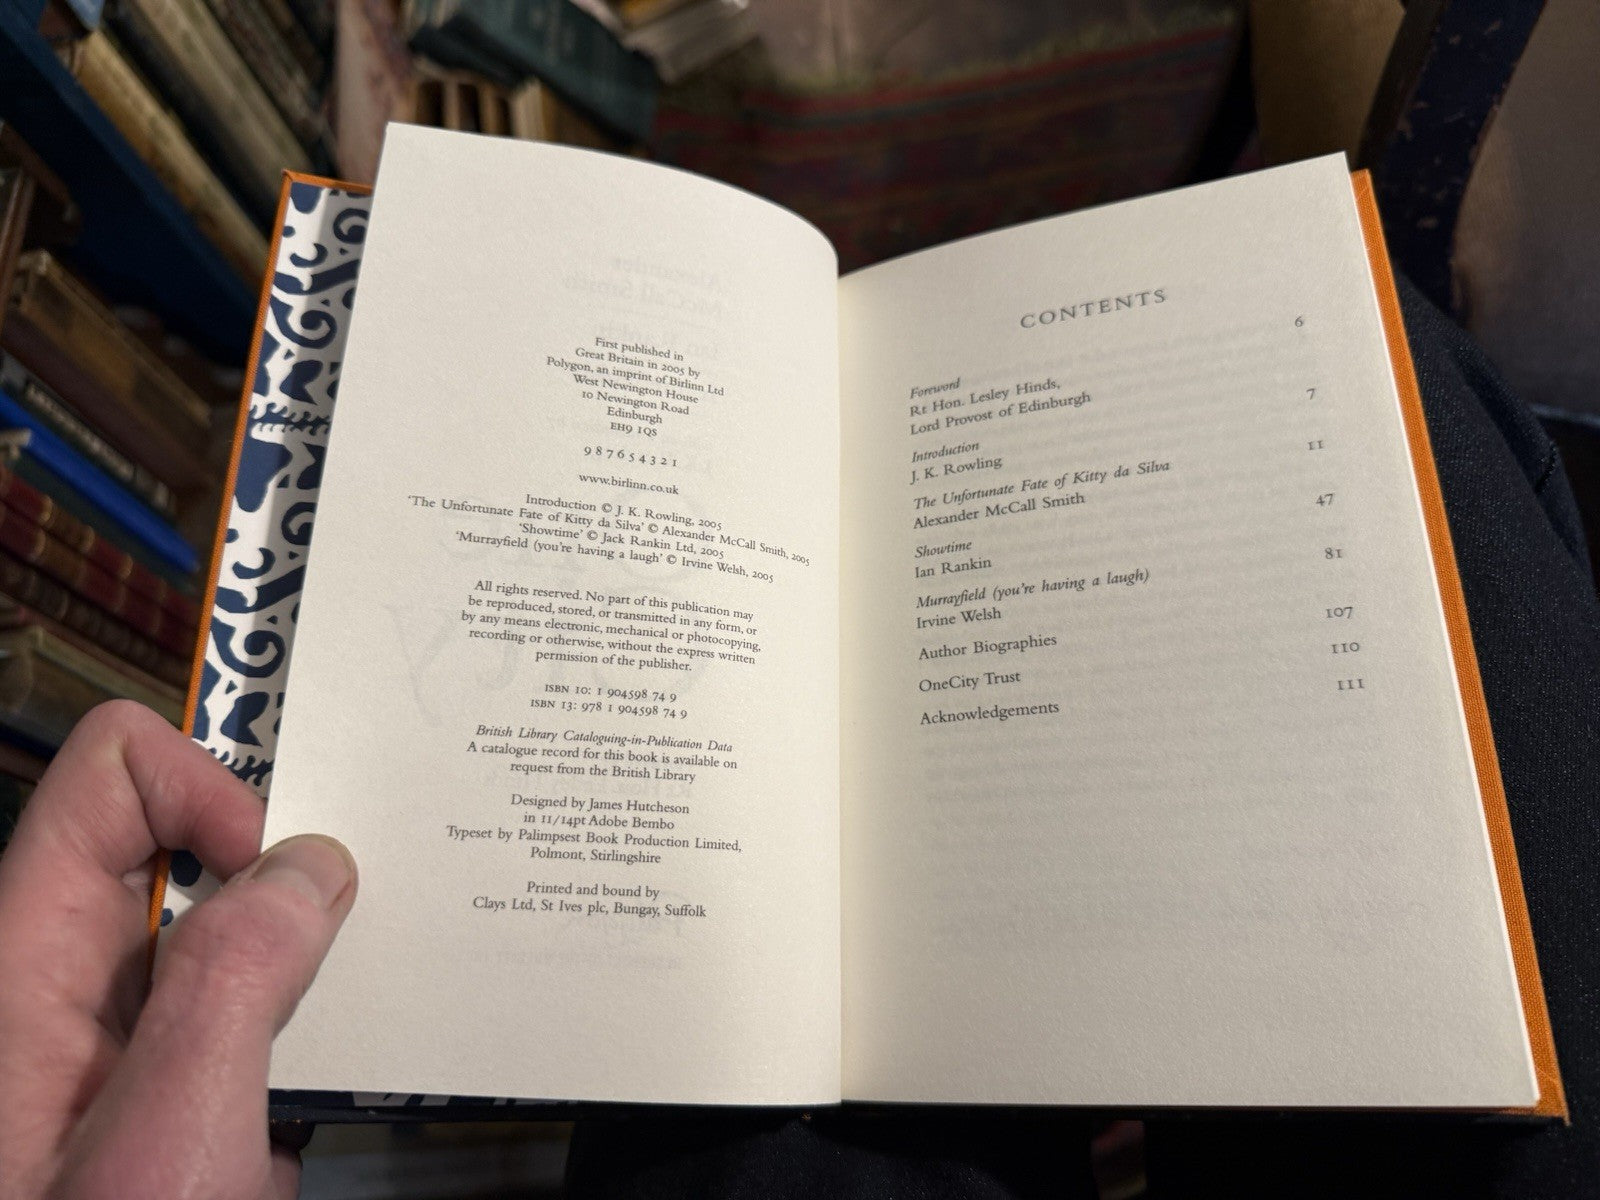 First published in
Great Britain in 2005 by
Polygon, an imprint of Birlinn Ltd
West Newington House
10 Newington Road
Edinburgh
EH9 1QS
9 8 7 6 5 4 3 2 1
www.birlinn.co.uk
Introduction © J. K. Rowling, 2005
'The Unfortunate Fate of Kitty da Silva' © Alexander McCall Smith, 2005
'Showtime' © Jack Rankin Ltd, 2005
'Murrayfield (you're having a laugh' © Irvine Welsh, 2005
All rights reserved. No part of this publication may
be reproduced, stored, or transmitted in any form, or
by any means electronic, mechanical or photocopying,
recording or otherwise, without the express written
permission of the publisher.
ISBN 10: 1 904598 74 9
ISBN 13: 978 1 904598 74 9
British Library Cataloguing-in-Publication Data
A catalogue record for this book is available on
request from the British Library
Designed by James Hutcheson
in 11/14pt Adobe Bembo
Typeset by Palimpsest Book Production Limited,
Polmont, Stirlingshire
Printed and bound by
Clays Ltd, St Ives plc, Bungay, Suffolk
CONTENTS
Foreword 6
Rt Hon. Lesley Hinds,
Lord Provost of Edinburgh
Introduction 7
J. K. Rowling
The Unfortunate Fate of Kitty da Silva 11
Alexander McCall Smith
Showtime 47
Ian Rankin
Murrayfield (you're having a laugh) 81
Irvine Welsh
Author Biographies 107
OneCity Trust 110
Acknowledgements 111